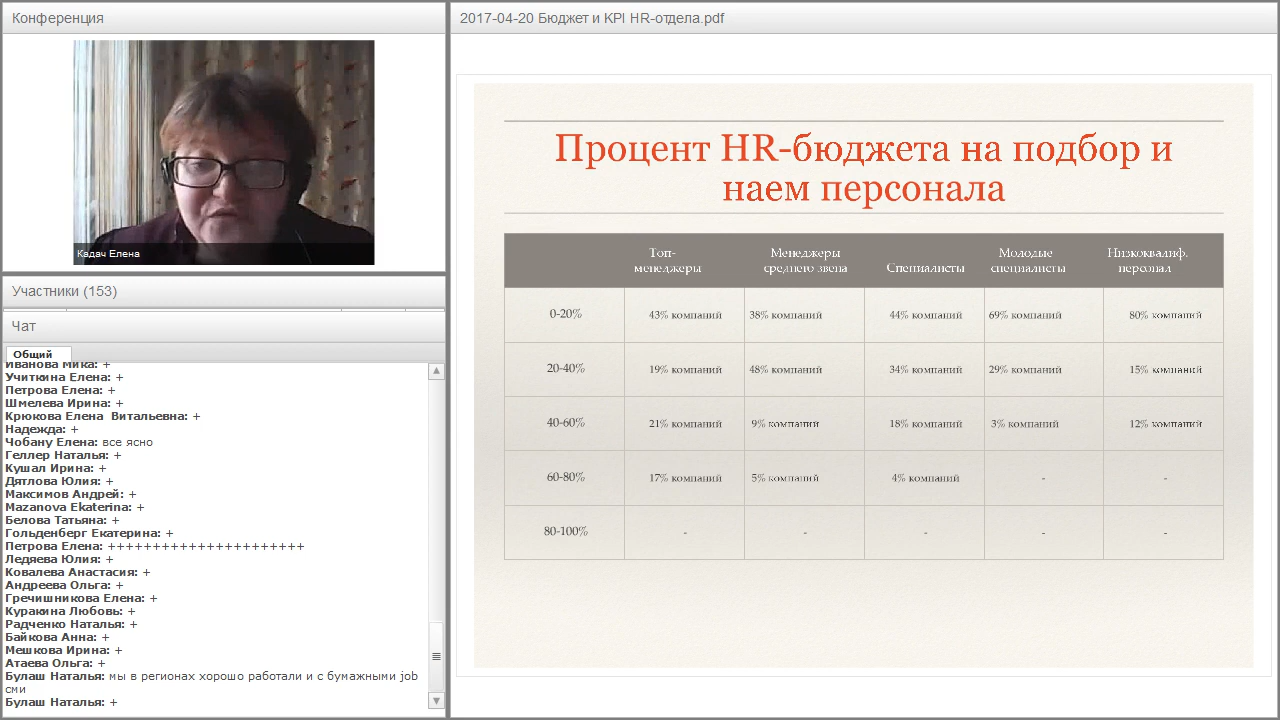 Конференция
Кадач Елена
Участники (153)
Чат
Общий
Иванова Мика: +
Учиткина Елена: +
Петрова Елена: +
Шмелева Ирина: +
Крюкова Елена  Витальевна: +
Надежда: +
Чобану Елена: все ясно
Геллер Наталья: +
Кушал Ирина: +
Дятлова Юлия: +
Максимов Андрей: +
Mazanova Ekaterina: +
Белова Татьяна: +
Гольденберг Екатерина: +
Петрова Елена: ++++++++++++++++++++++
Ледяева Юлия: +
Ковалева Анастасия: +
Андреева Ольга: +
Гречишникова Елена: +
Куракина Любовь: +
Радченко Наталья: +
Байкова Анна: +
Мешкова Ирина: +
Атаева Ольга: +
Булаш Наталья: мы в регионах хорошо работали и с бумажными job
сми
Булаш Наталья: +
2017-04-20 Бюджет и KPI HR-отдела.pdf
Процент HR-бюджета на подбор и
наем персонала
Топ-менеджеры Менеджеры среднего звена Специалисты Молодые специалисты Низкоквалиф. персонал
0-20% 43% компаний 38% компаний 44% компаний 69% компаний 80% компаний
20-40% 19% компаний 48% компаний 34% компаний 29% компаний 15% компаний
40-60% 21% компаний 9% компаний 18% компаний 3% компаний 12% компаний
60-80% 17% компаний 5% компаний 4% компаний - -
80-100% - - - - -